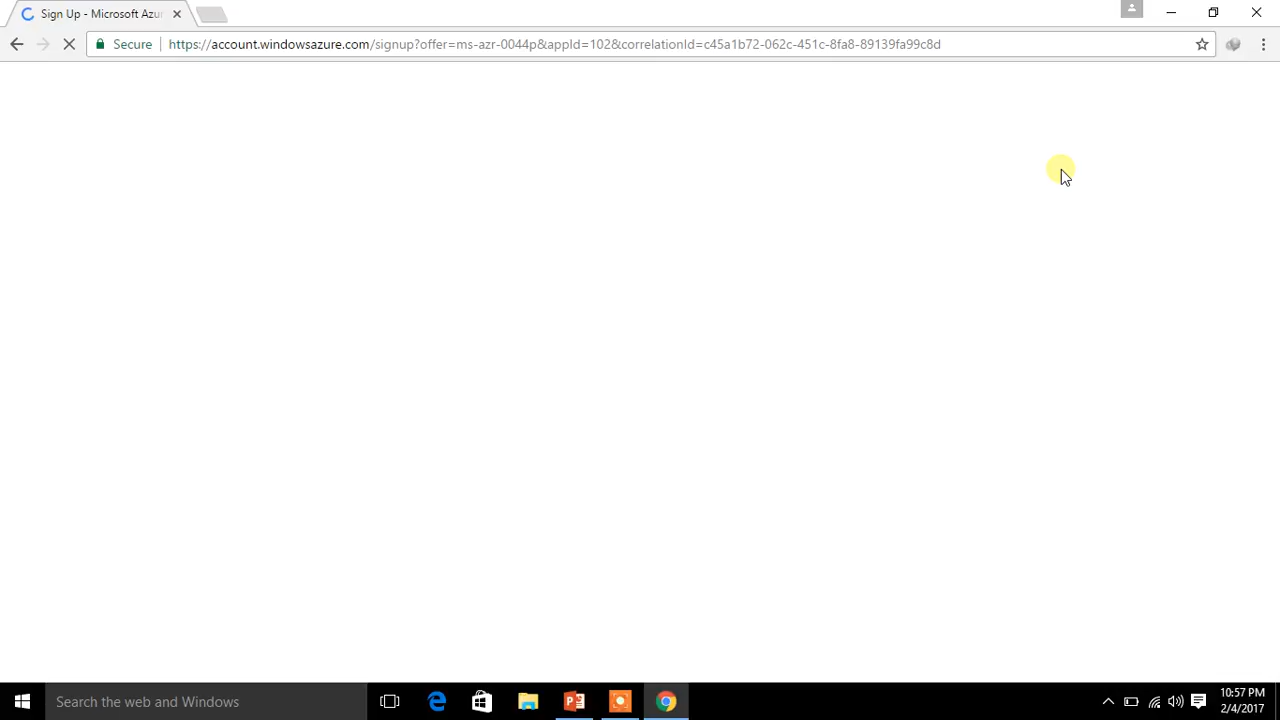 Sign Up - Microsoft Azur
Secure
https://account.windowsazure.com/signup?offer=ms-azr-0044p&appId=102&correlationId=c45a1b72-062c-451c-8fa8-89139fa99c8d
Search the web and Windows
10:57 PM
2/4/2017